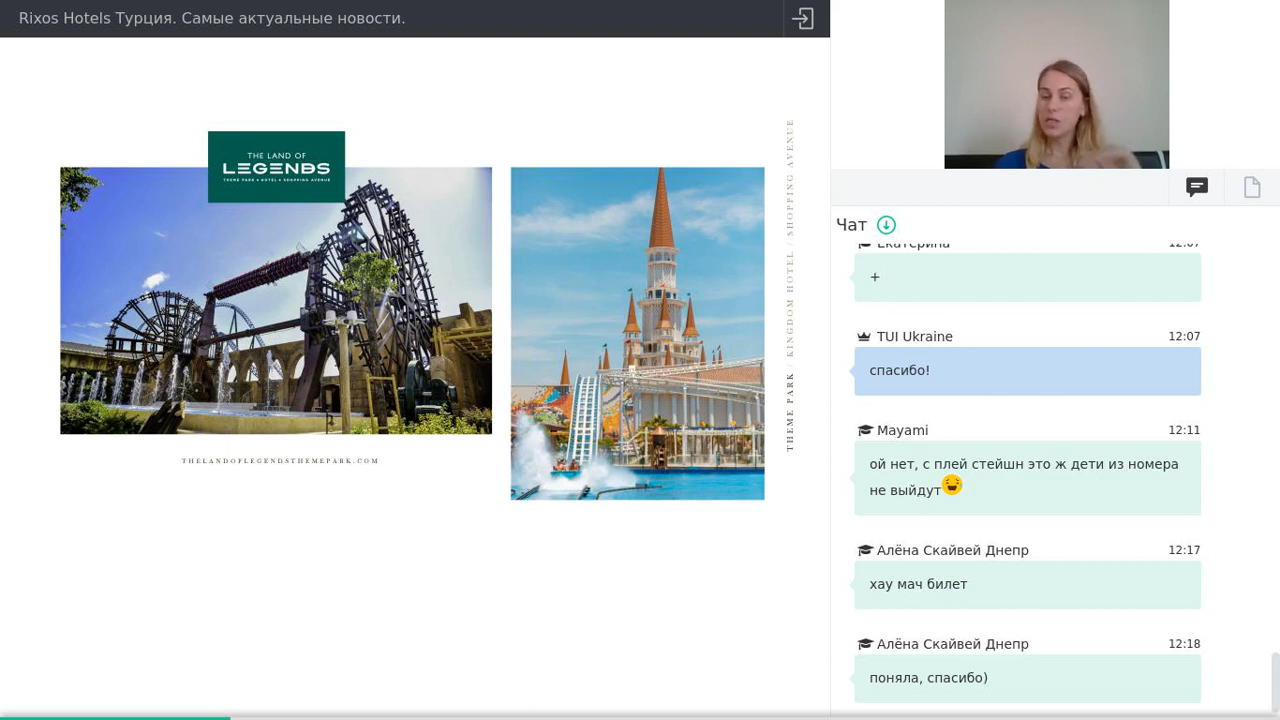 Rixos Hotels Турция. Самые актуальные новости.
THE LAND OF
LEGENDS
THEME PARK • HOTEL • SHOPPING AVENUE
THEME PARK / KINGDOM HOTEL / SHOPPING AVENUE
THELANDOFLEGENDSTHEMEPARK.COM
Чат
Екатерина 12:07
+
TUI Ukraine 12:07
спасибо!
Mayami 12:11
ой нет, с плей стейшн это ж дети из номера
не выйдут
Алёна Скайвей Днепр 12:17
хау мач билет
Алёна Скайвей Днепр 12:18
поняла, спасибо)